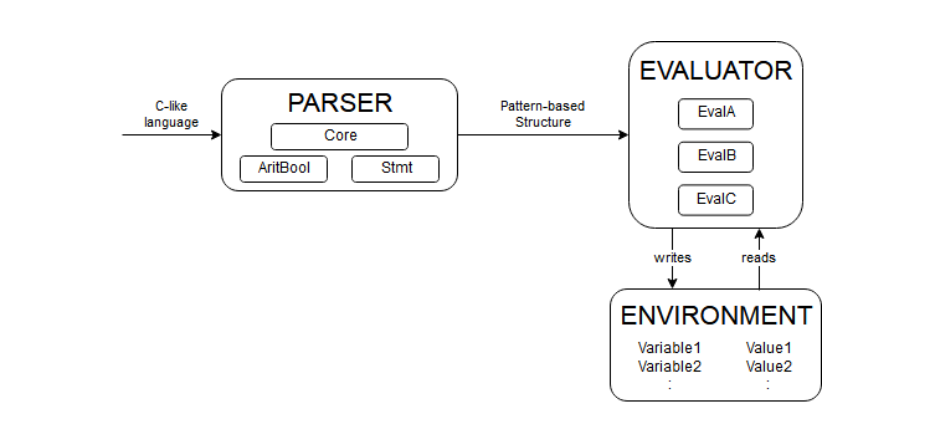 C-like
language
PARSER
Core
AritBool
Stmt
Pattern-based
Structure
EVALUATOR
EvalA
EvalB
EvalC
writes
reads
ENVIRONMENT
Variable1 Value1
Variable2 Value2
: :